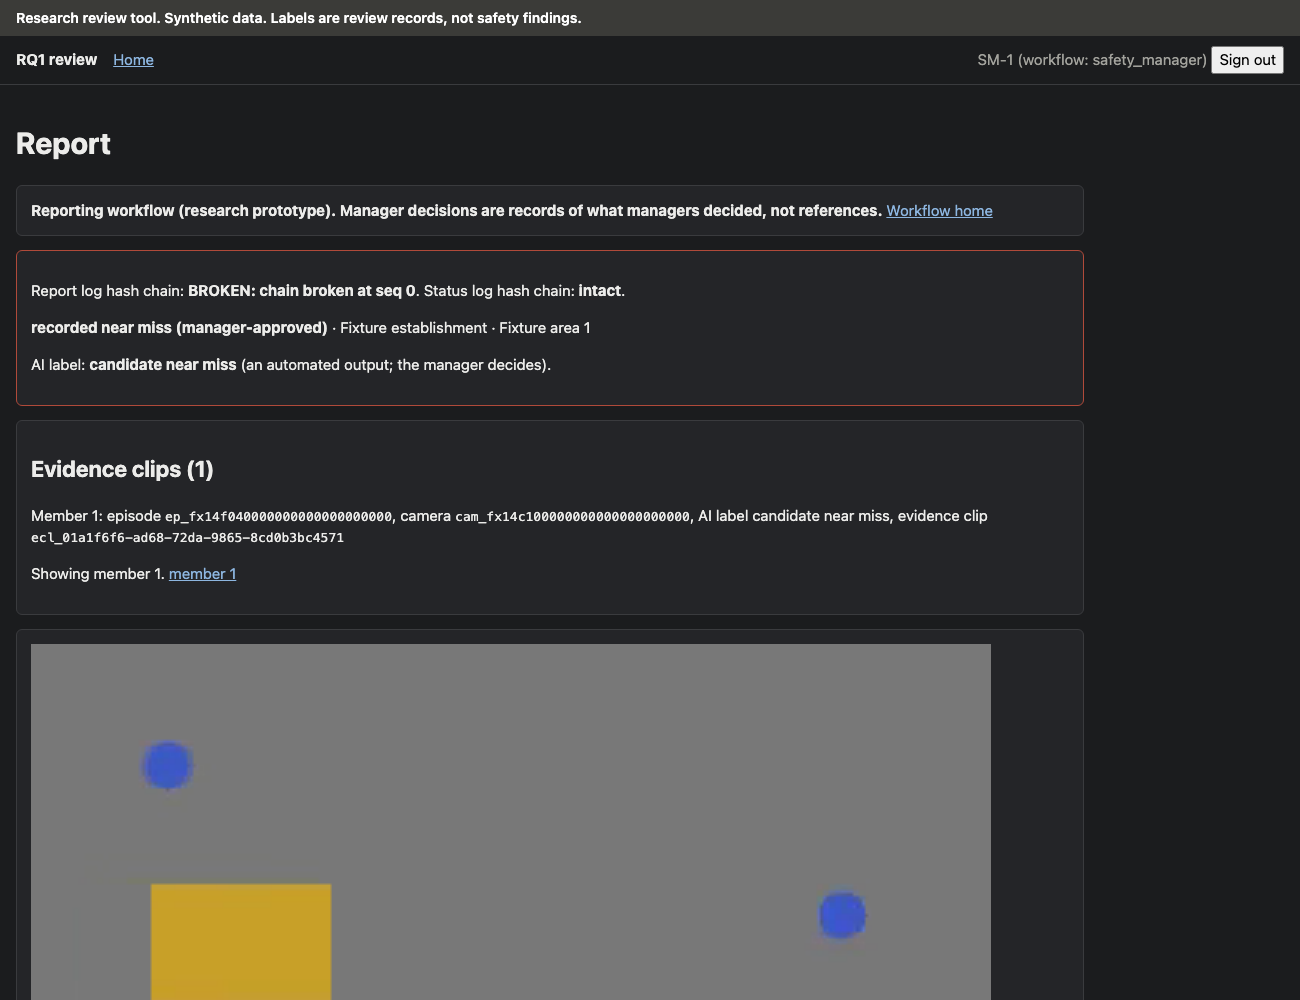 Research review tool. Synthetic data. Labels are review records, not safety findings.
RQ1 review Home SM-1 (workflow: safety_manager) Sign out
Report
Reporting workflow (research prototype). Manager decisions are records of what managers decided, not references. Workflow home
Report log hash chain: BROKEN: chain broken at seq 0. Status log hash chain: intact.
recorded near miss (manager-approved) · Fixture establishment · Fixture area 1
AI label: candidate near miss (an automated output; the manager decides).
Evidence clips (1)
Member 1: episode ep_fx14f040000000000000000000, camera cam_fx14c100000000000000000000, AI label candidate near miss, evidence clip
ecl_01a1f6f6-ad68-72da-9865-8cd0b3bc4571
Showing member 1. member 1